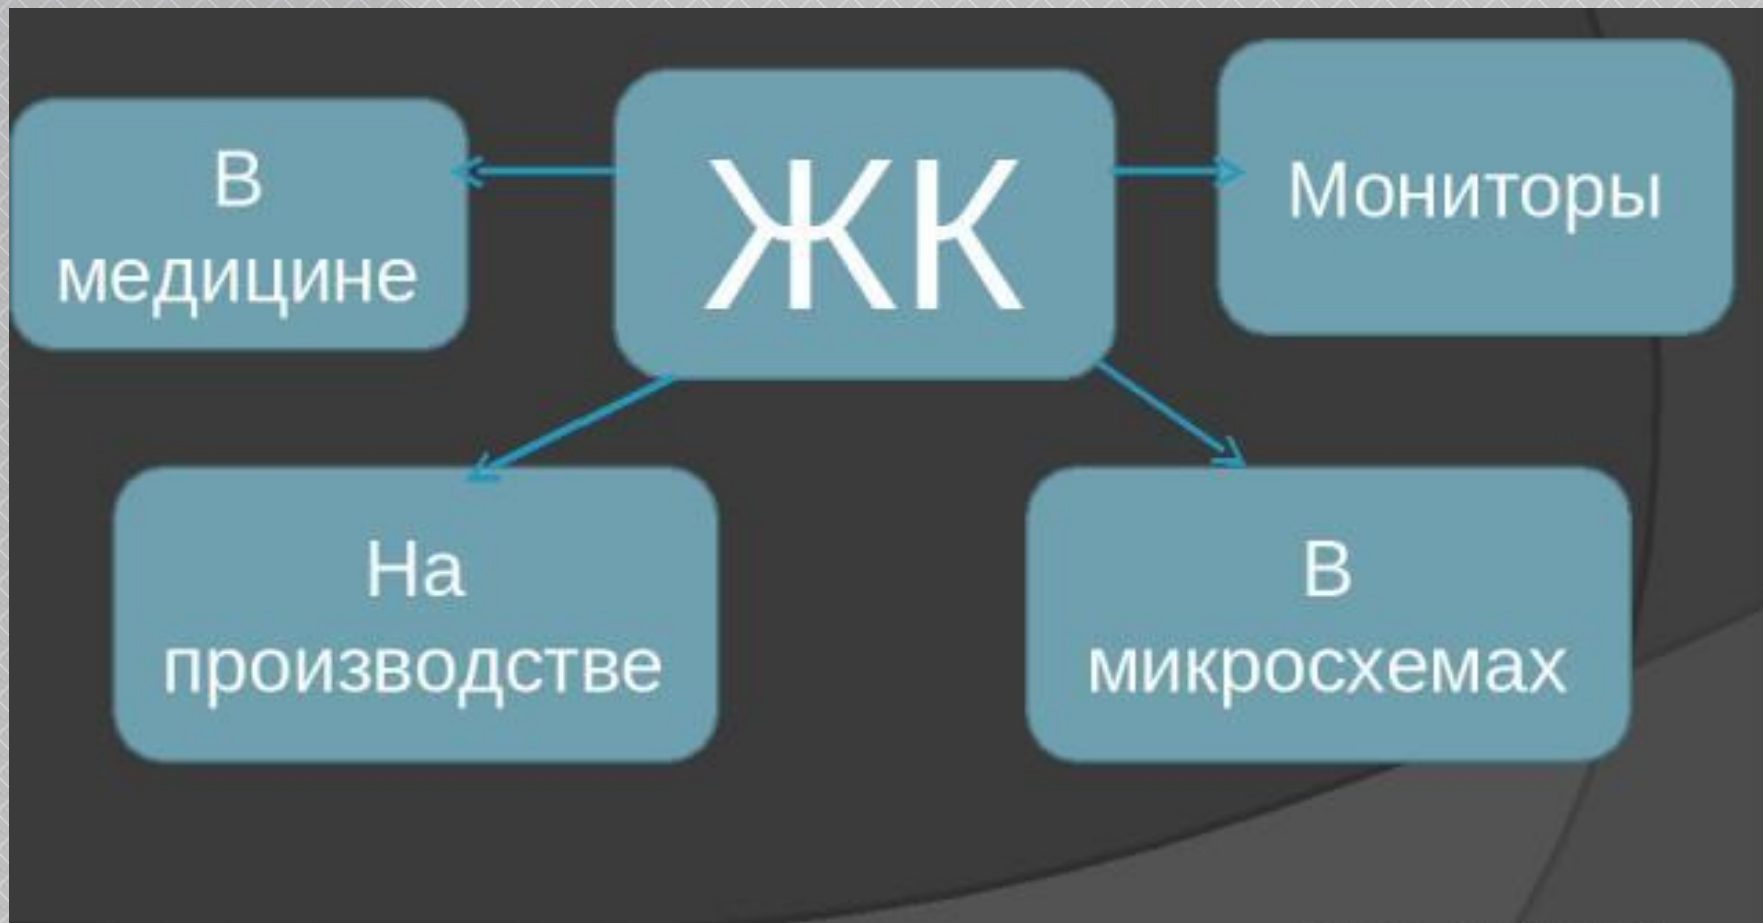 В
медицине
ЖК
Мониторы
На
производстве
В
микросхемах